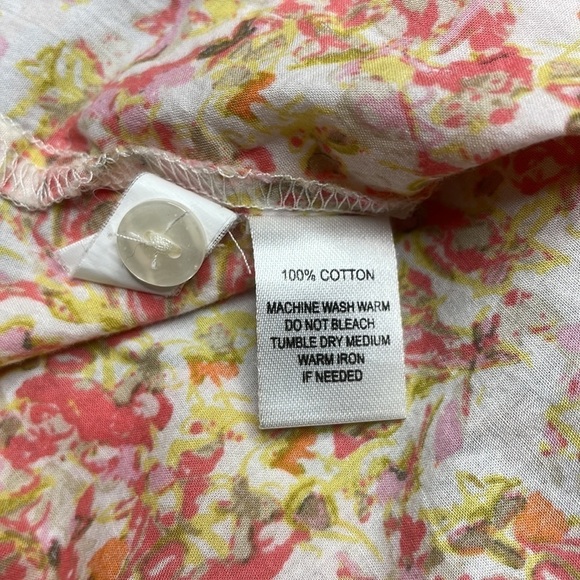 100% COTTON
MACHINE WASH WARM
DO NOT BLEACH
TUMBLE DRY MEDIUM
WARM IRON
IF NEEDED